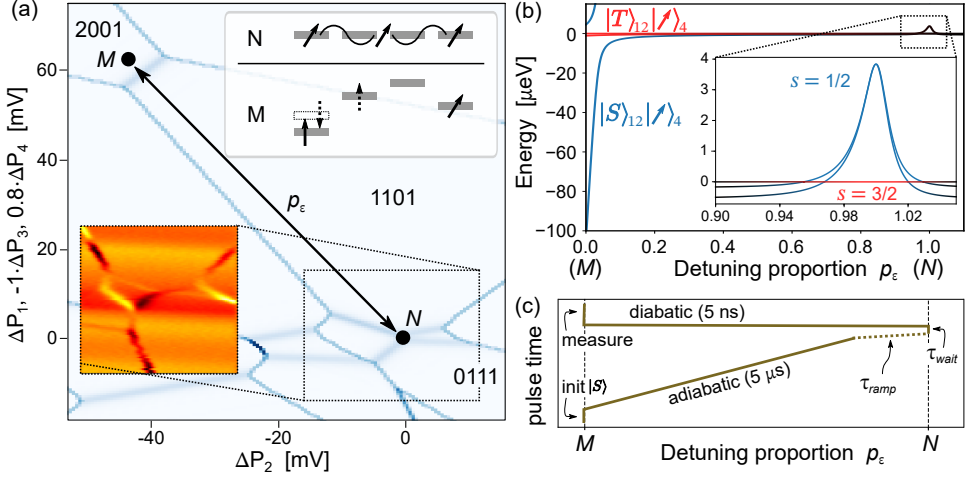 (a)
2001
M
N
M
1101
pε
N
0111
60
40
20
0
ΔP1, -1·ΔP3, 0.8·ΔP4 [mV]
-40
-20
0
ΔP2 [mV]
(b)
|T⟩12|↗⟩4
|S⟩12|↗⟩4
s = 1/2
s = 3/2
4
3
2
1
0
0.90
0.94
0.98
1.02
0
−20
−40
−60
−80
−100
Energy [μeV]
0.0
0.2
0.4
0.6
0.8
1.0
(M)
Detuning proportion pε
(N)
(c)
diabatic (5 ns)
measure
τwait
adiabatic (5 μs)
τramp
init |S⟩
pulse time
M
N
Detuning proportion pε